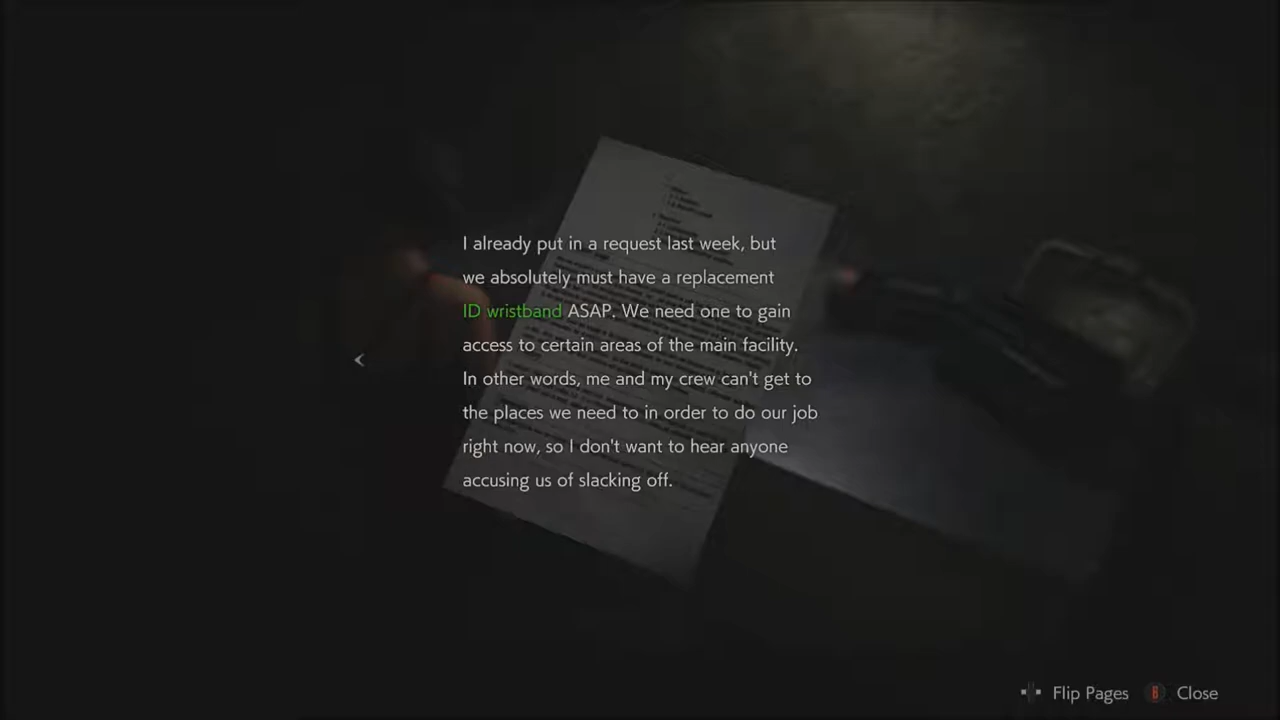 I already put in a request last week, but
we absolutely must have a replacement
ID wristband ASAP. We need one to gain
access to certain areas of the main facility.
In other words, me and my crew can't get to
the places we need to in order to do our job
right now, so I don't want to hear anyone
accusing us of slacking off.
Flip Pages B Close